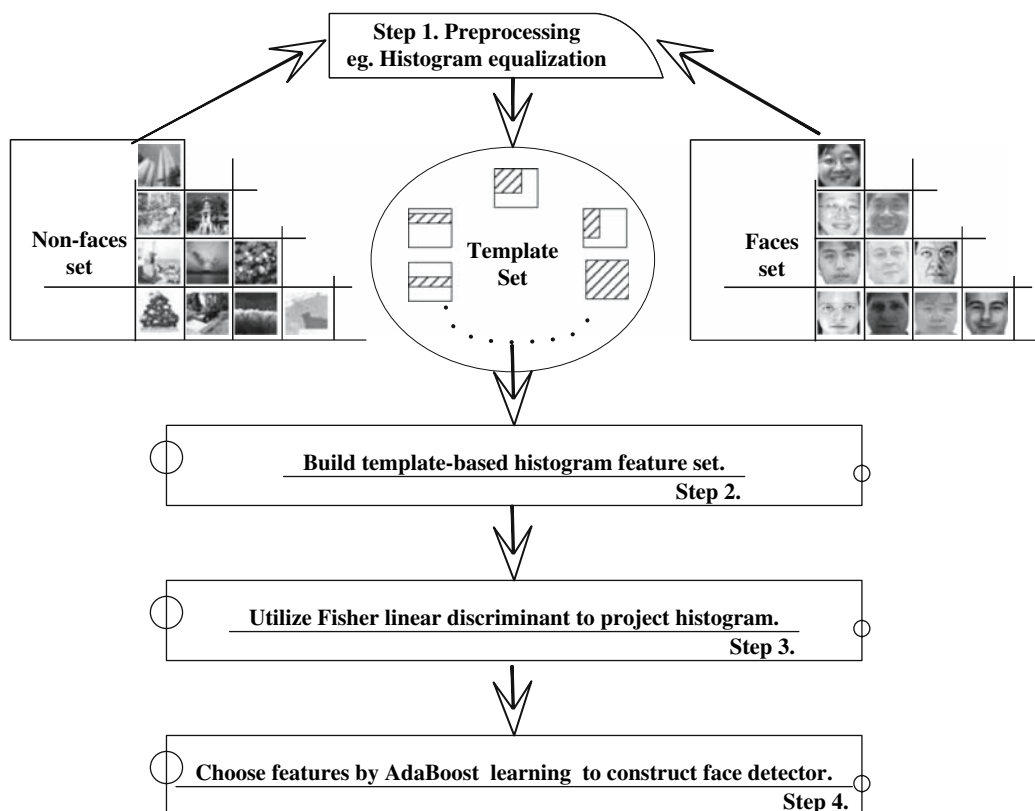 Step 1. Preprocessing
eg. Histogram equalization
Non-faces
set
Template
Set
Faces
set
Build template-based histogram feature set.
Step 2.
Utilize Fisher linear discriminant to project histogram.
Step 3.
Choose features by AdaBoost learning to construct face detector.
Step 4.